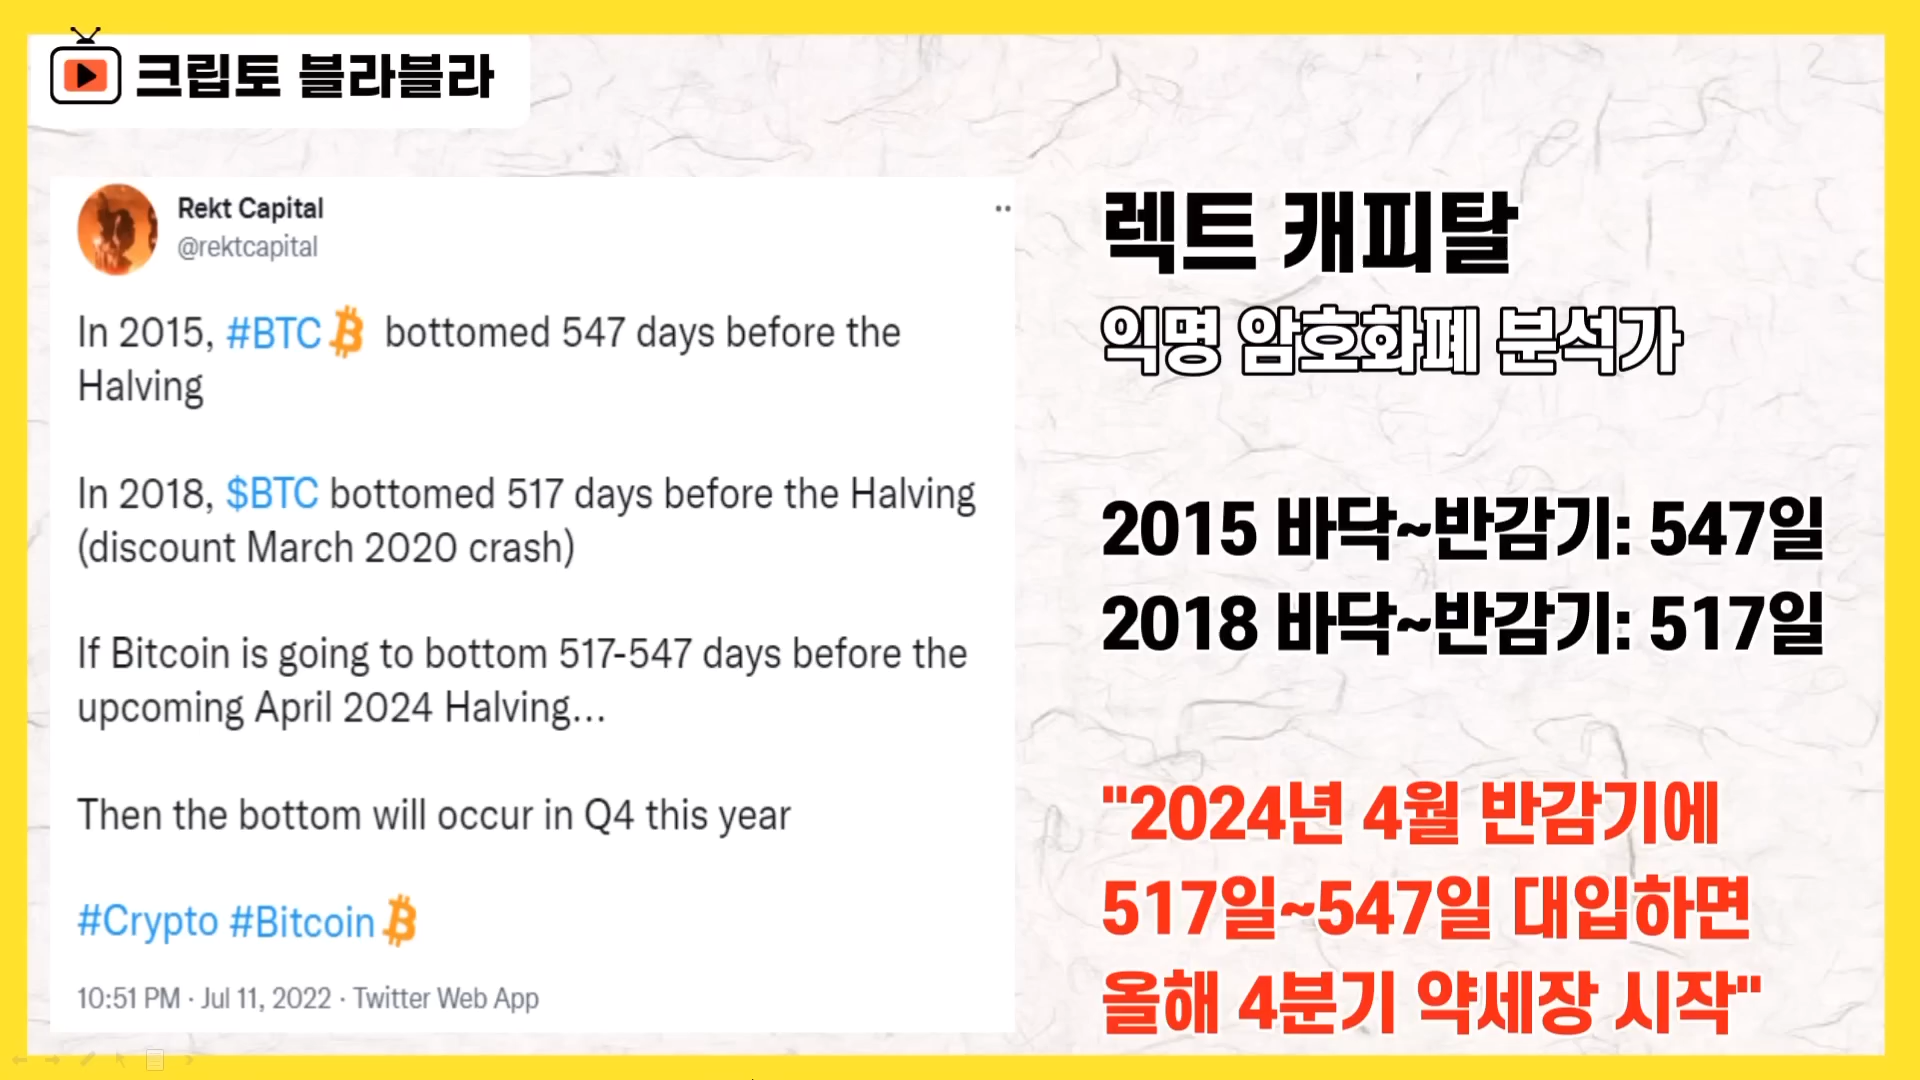 크립토 블라블라
Rekt Capital
@rektcapital
In 2015, #BTC bottomed 547 days before the
Halving
In 2018, $BTC bottomed 517 days before the Halving
(discount March 2020 crash)
If Bitcoin is going to bottom 517-547 days before the
upcoming April 2024 Halving...
Then the bottom will occur in Q4 this year
#Crypto #Bitcoin
10:51 PM · Jul 11, 2022 · Twitter Web App
렉트 캐피탈
익명 암호화폐 분석가
2015 바닥~반감기: 547일
2018 바닥~반감기: 517일
"2024년 4월 반감기에
517일~547일 대입하면
올해 4분기 약세장 시작"